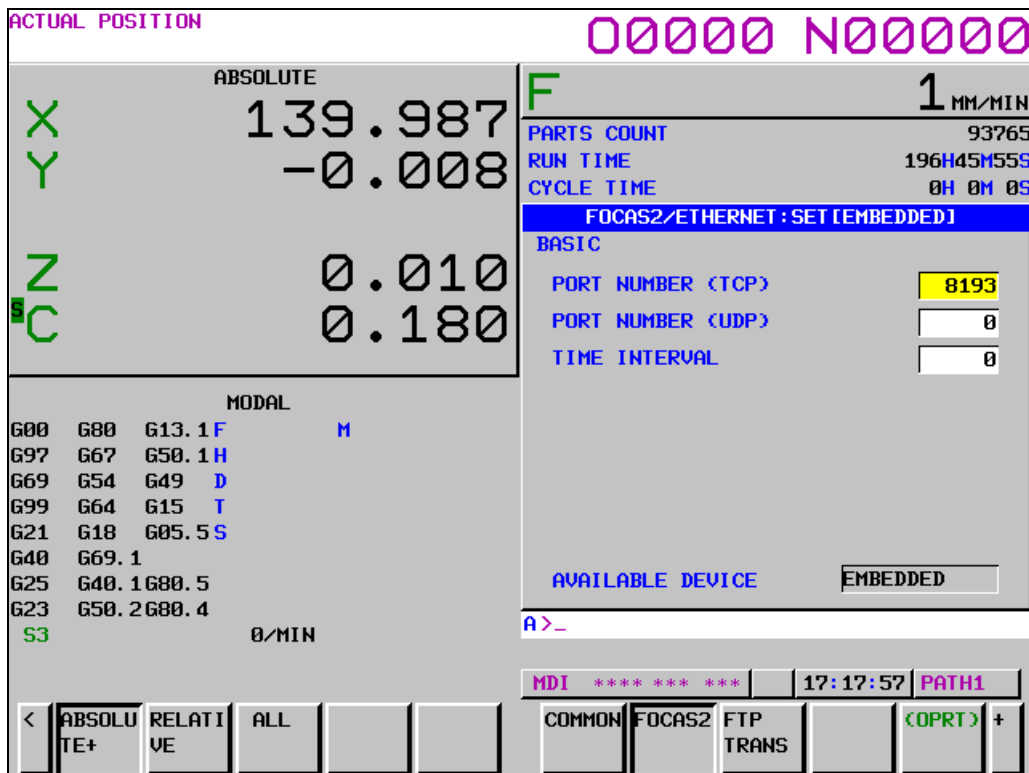 ACTUAL POSITION
O0000 N00000
ABSOLUTE
X 139.987
Y -0.008
Z 0.010
S
C 0.180
F 1 MM/MIN
PARTS COUNT 93765
RUN TIME 196H45M55S
CYCLE TIME 0H 0M 0S
FOCAS2/ETHERNET:SET[EMBEDDED]
BASIC
PORT NUMBER (TCP) 8193
PORT NUMBER (UDP) 0
TIME INTERVAL 0
AVAILABLE DEVICE EMBEDDED
MODAL
G00 G80 G13.1 F M
G97 G67 G50.1 H
G69 G54 G49 D
G99 G64 G15 T
G21 G18 G05.5 S
G40 G69.1
G25 G40.1 G80.5
G23 G50.2 G80.4
S3 0/MIN
A>_
MDI **** *** *** 17:17:57 PATH1
< ABSOLU RELATI ALL COMMON FOCAS2 FTP (OPRT) +
TE+ VE TRANS